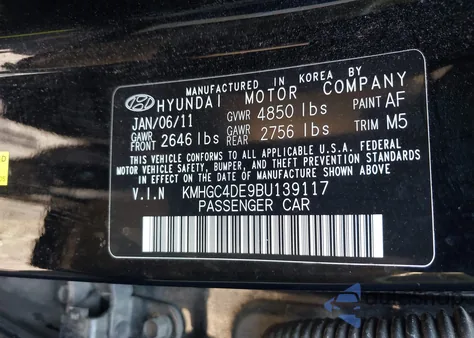 MANUFACTURED IN KOREA BY
HYUNDAI MOTOR COMPANY
JAN/06/11 GVWR 4850 lbs PAINT AF
GAWR FRONT 2646 lbs GAWR REAR 2756 lbs TRIM M5
THIS VEHICLE CONFORMS TO ALL APPLICABLE U.S.A. FEDERAL
MOTOR VEHICLE SAFETY, BUMPER, AND THEFT PREVENTION STANDARDS
IN EFFECT ON THE DATE OF MANUFACTURE SHOWN ABOVE.
V.I.N KMHGC4DE9BU139117
PASSENGER CAR